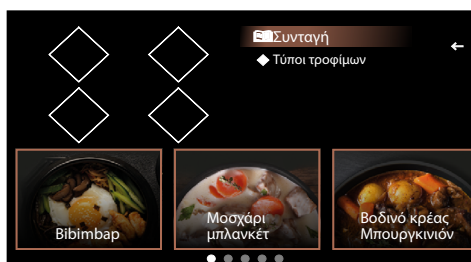 Συνταγή
Τύποι τροφίμων
Bibimbap
Μοσχάρι
μπλανκέτ
Βοδινό κρέας
Μπουργκινιόν